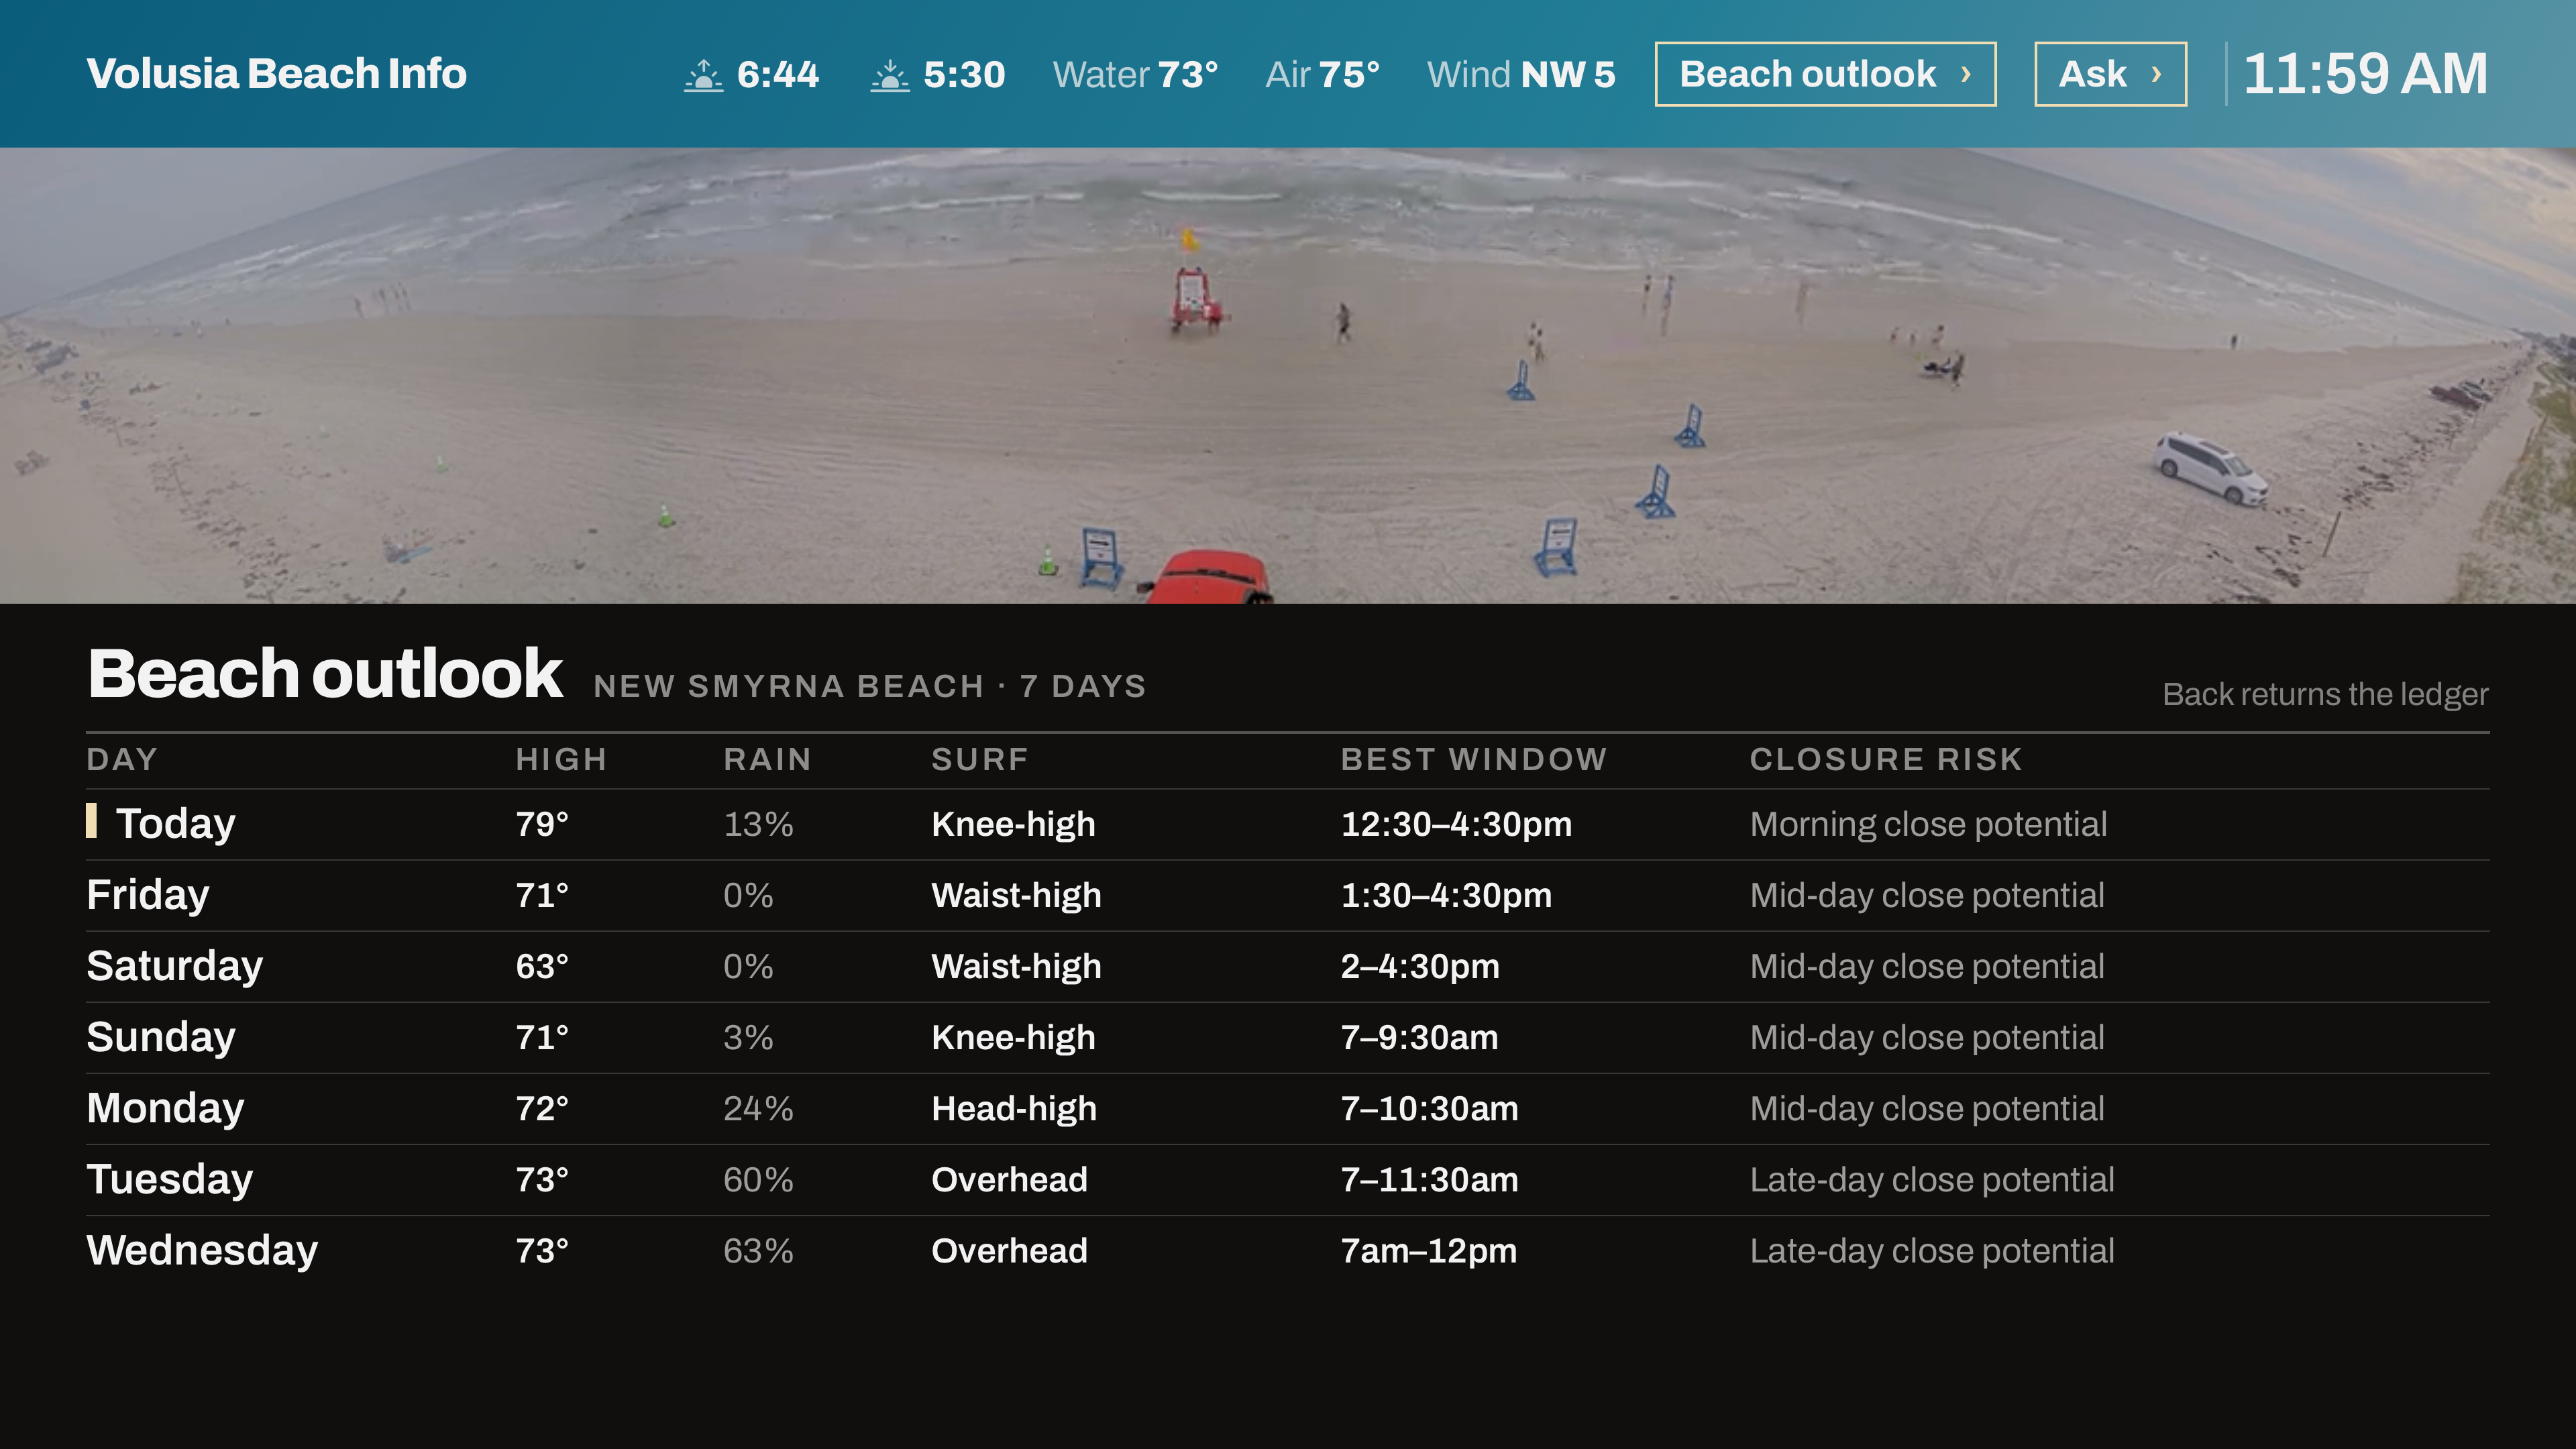 Volusia Beach Info 6:44 5:30 Water 73° Air 75° Wind NW 5 Beach outlook › Ask › 11:59 AM
Beach outlook NEW SMYRNA BEACH · 7 DAYS Back returns the ledger
DAY HIGH RAIN SURF BEST WINDOW CLOSURE RISK
Today 79° 13% Knee-high 12:30–4:30pm Morning close potential
Friday 71° 0% Waist-high 1:30–4:30pm Mid-day close potential
Saturday 63° 0% Waist-high 2–4:30pm Mid-day close potential
Sunday 71° 3% Knee-high 7–9:30am Mid-day close potential
Monday 72° 24% Head-high 7–10:30am Mid-day close potential
Tuesday 73° 60% Overhead 7–11:30am Late-day close potential
Wednesday 73° 63% Overhead 7am–12pm Late-day close potential